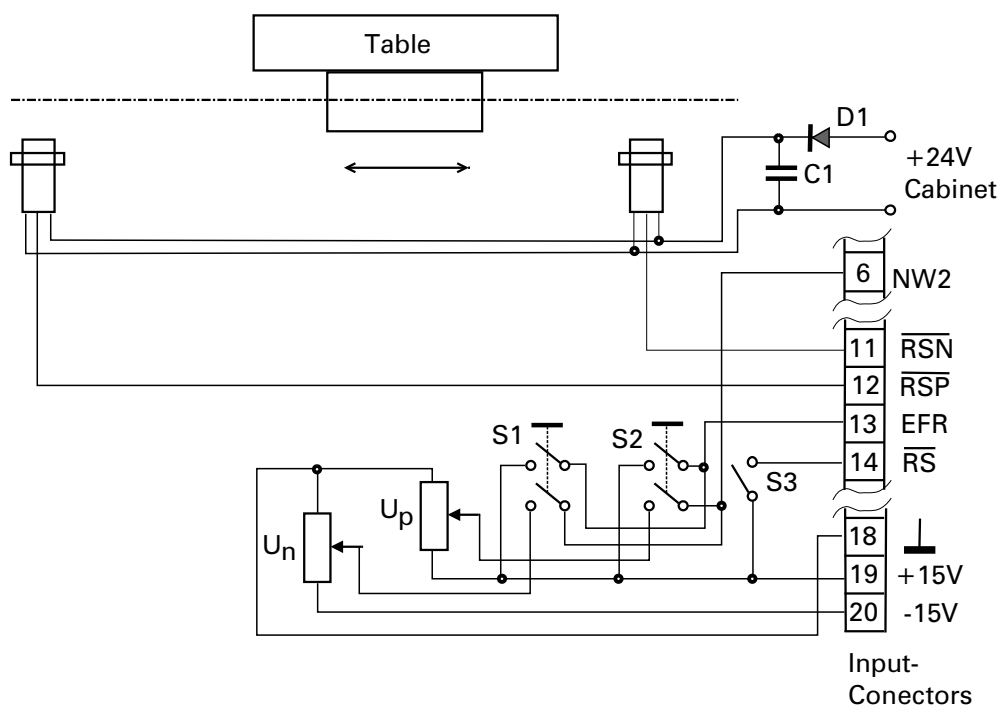 Table
D1
+24V
Cabinet
C1
6 NW2
11 RSN
12 RSP
S1 S2 13 EFR
14 RS
S3
Up
Un
18
19 +15V
20 -15V
Input-
Conectors